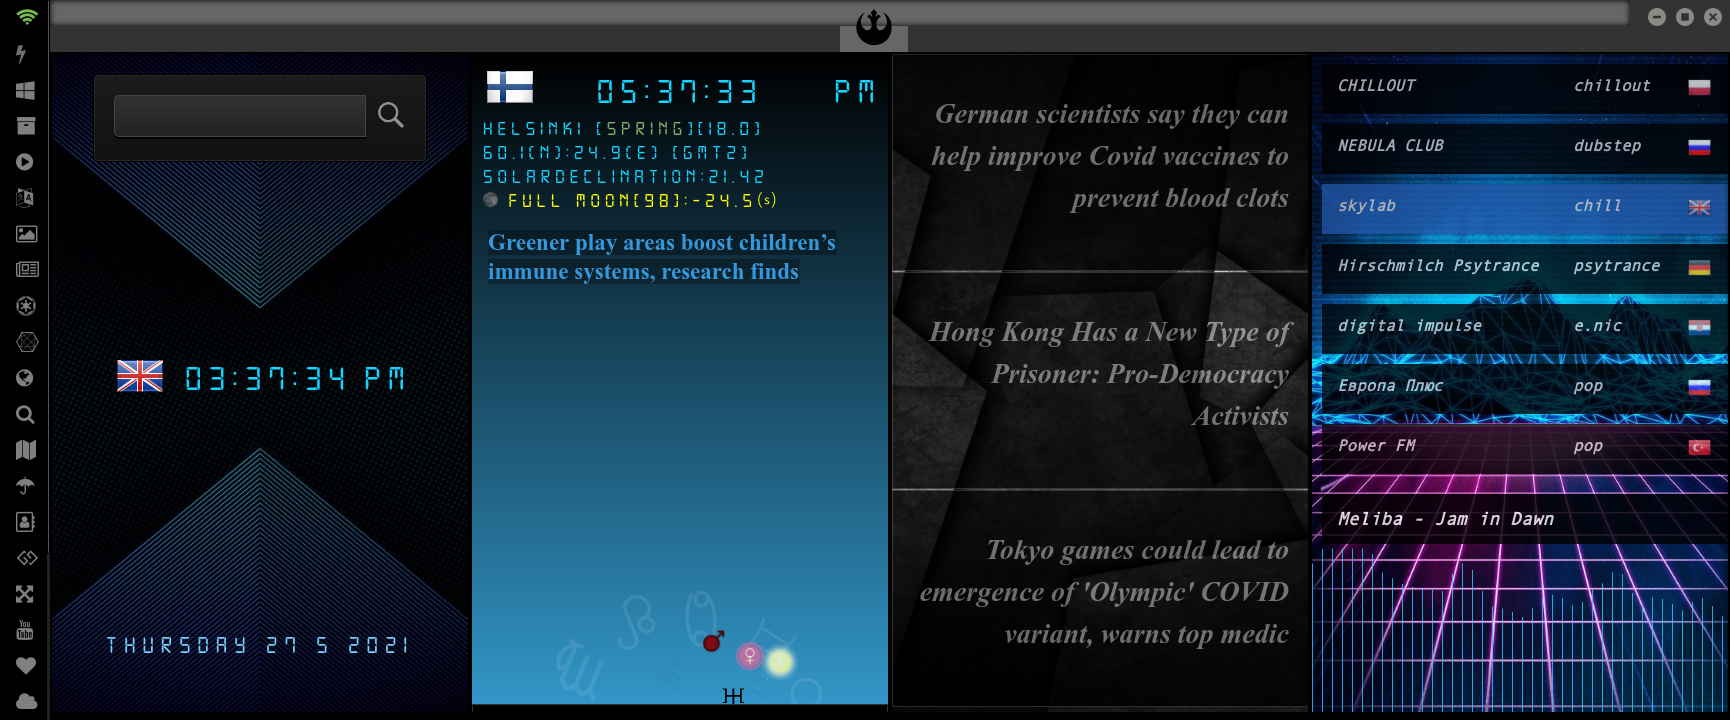 03:37:34 PM
THURSDAY 27 5 2021
05:37:33 PM
HELSINKI [SPRING][18.0]
60.1(N):24.9(E) [GMT2]
SOLARDECLINATION:21.42
FULL MOON[98]:-24.5(s)
Greener play areas boost children’s
immune systems, research finds
German scientists say they can
help improve Covid vaccines to
prevent blood clots
Hong Kong Has a New Type of
Prisoner: Pro-Democracy
Activists
Tokyo games could lead to
emergence of 'Olympic' COVID
variant, warns top medic
CHILLOUT chillout
NEBULA CLUB dubstep
skylab chill
Hirschmilch Psytrance psytrance
digital impulse e.nic
Европа Плюс pop
Power FM pop
Meliba - Jam in Dawn
You
Tube